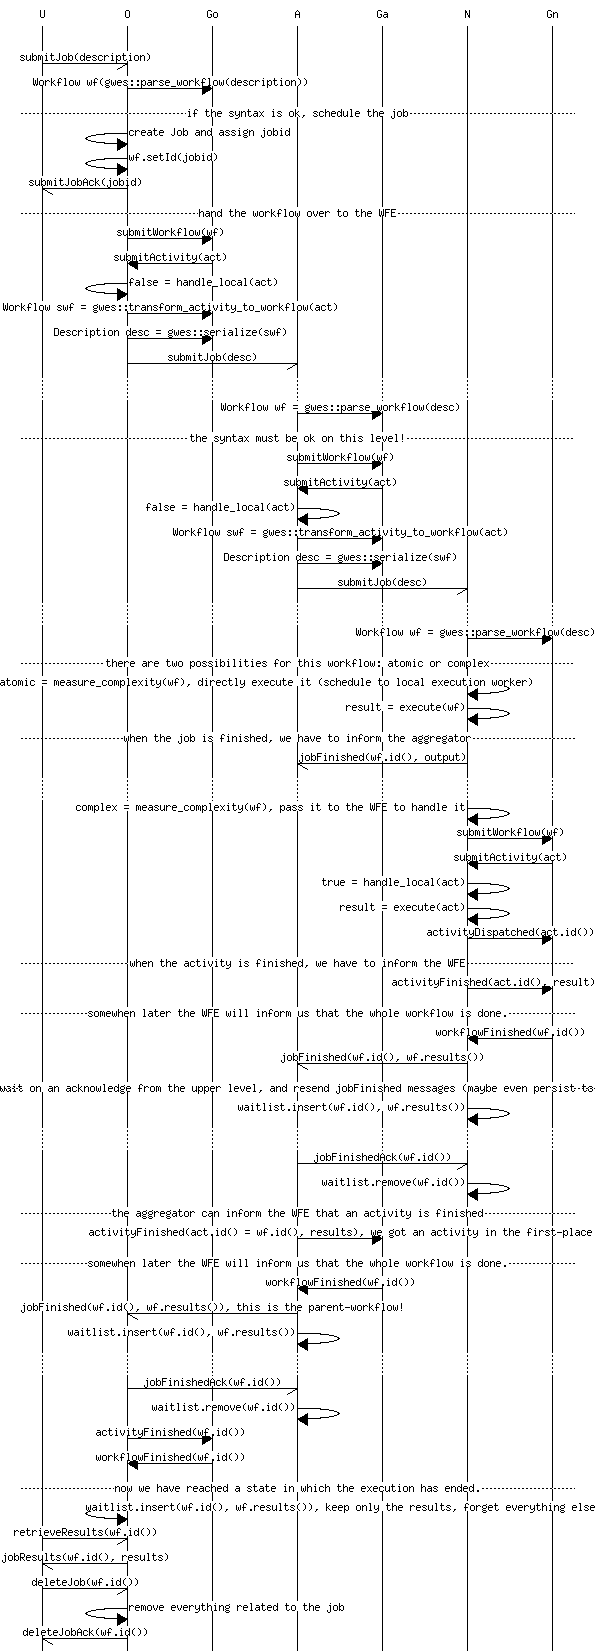 U O Go A Ga N Gn
submitJob(description)
Workflow wf(gwes::parse_workflow(description))
if the syntax is ok, schedule the job
create Job and assign jobid
wf.setId(jobid)
submitJobAck(jobid)
hand the workflow over to the WFE
submitWorkflow(wf)
submitActivity(act)
false = handle_local(act)
Workflow swf = gwes::transform_activity_to_workflow(act)
Description desc = gwes::serialize(swf)
submitJob(desc)
Workflow wf = gwes::parse_workflow(desc)
the syntax must be ok on this level!
submitWorkflow(wf)
submitActivity(act)
false = handle_local(act)
Workflow swf = gwes::transform_activity_to_workflow(act)
Description desc = gwes::serialize(swf)
submitJob(desc)
Workflow wf = gwes::parse_workflow(desc)
there are two possibilities for this workflow: atomic or complex
atomic = measure_complexity(wf), directly execute it (schedule to local execution worker)
result = execute(wf)
when the job is finished, we have to inform the aggregator
jobFinished(wf.id(), output)
complex = measure_complexity(wf), pass it to the WFE to handle it
submitWorkflow(wf)
submitActivity(act)
true = handle_local(act)
result = execute(act)
activityDispatched(act.id())
when the activity is finished, we have to inform the WFE
activityFinished(act.id(), result)
somewhen later the WFE will inform us that the whole workflow is done.
workflowFinished(wf.id())
jobFinished(wf.id(), wf.results())
wait on an acknowledge from the upper level, and resend jobFinished messages (maybe even persist to
waitlist.insert(wf.id(), wf.results())
jobFinishedAck(wf.id())
waitlist.remove(wf.id())
the aggregator can inform the WFE that an activity is finished
activityFinished(act.id() = wf.id(), results), we got an activity in the first-place
somewhen later the WFE will inform us that the whole workflow is done.
workflowFinished(wf.id())
jobFinished(wf.id(), wf.results()), this is the parent-workflow!
waitlist.insert(wf.id(), wf.results())
jobFinishedAck(wf.id())
waitlist.remove(wf.id())
activityFinished(wf.id())
workflowFinished(wf.id())
now we have reached a state in which the execution has ended.
waitlist.insert(wf.id(), wf.results()), keep only the results, forget everything else
retrieveResults(wf.id())
jobResults(wf.id(), results)
deleteJob(wf.id())
remove everything related to the job
deleteJobAck(wf.id())